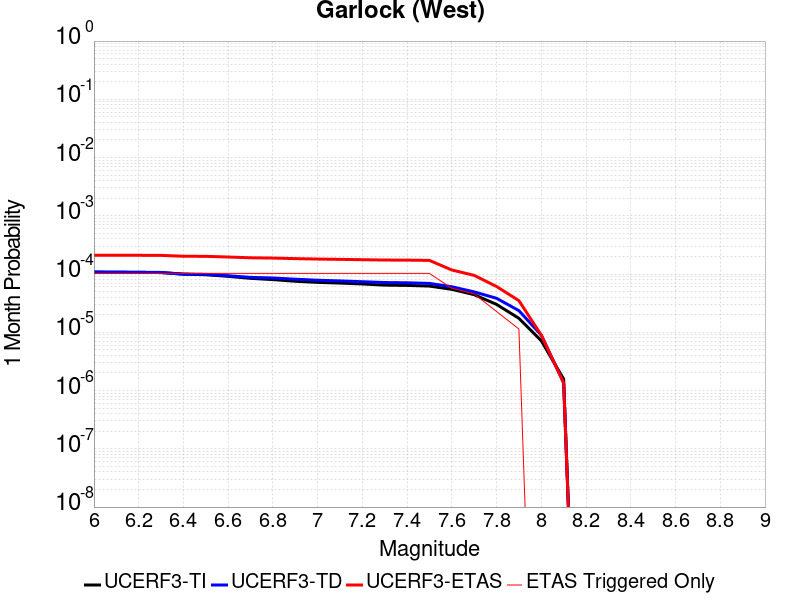 Garlock (West)
10^0
10^-1
10^-2
10^-3
10^-4
10^-5
10^-6
10^-7
10^-8
1 Month Probability
6 6.2 6.4 6.6 6.8 7 7.2 7.4 7.6 7.8 8 8.2 8.4 8.6 8.8 9
Magnitude
UCERF3-TI UCERF3-TD UCERF3-ETAS ETAS Triggered Only